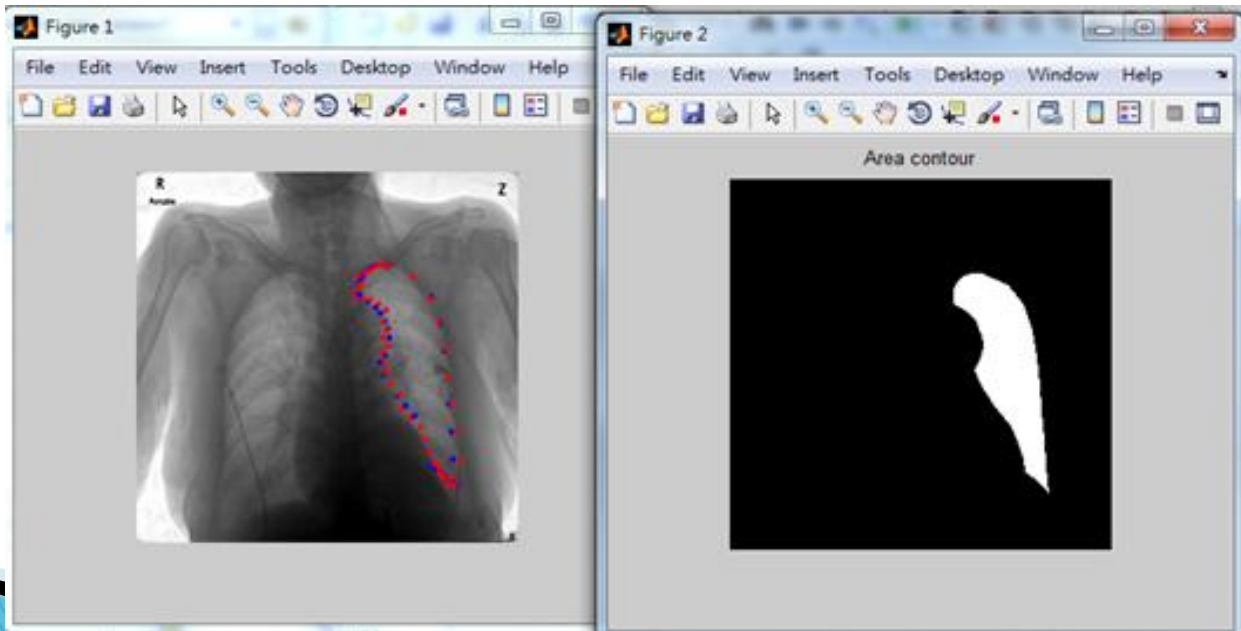 Figure 1
File Edit View Insert Tools Desktop Window Help
R
Portable
Z
Figure 2
File Edit View Insert Tools Desktop Window Help
Area contour